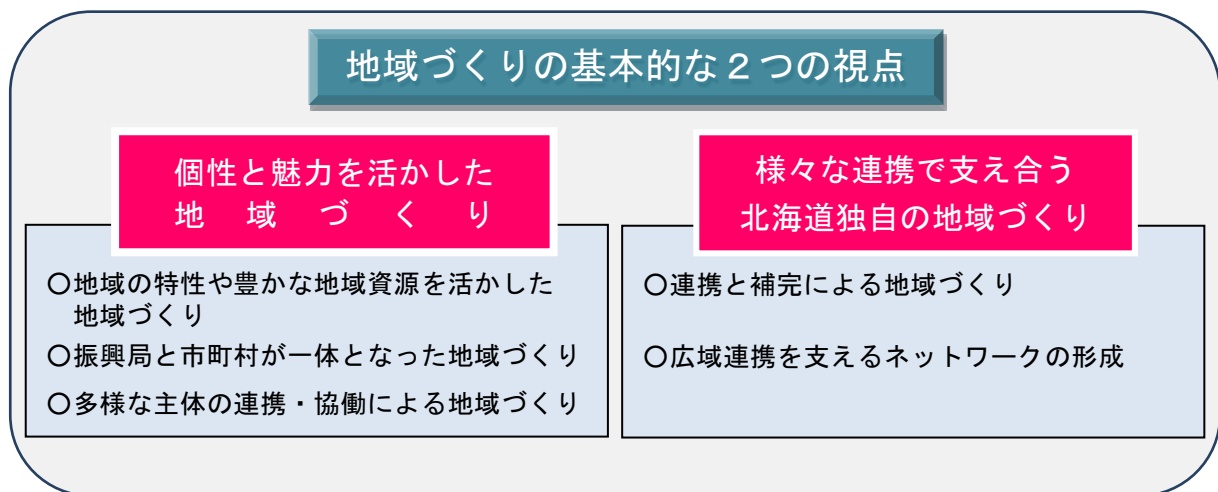 地域づくりの基本的な２つの視点
個性と魅力を活かした
地域づくり
〇地域の特性や豊かな地域資源を活かした
地域づくり
〇振興局と市町村が一体となった地域づくり
〇多様な主体の連携・協働による地域づくり
様々な連携で支え合う
北海道独自の地域づくり
〇連携と補完による地域づくり
〇広域連携を支えるネットワークの形成